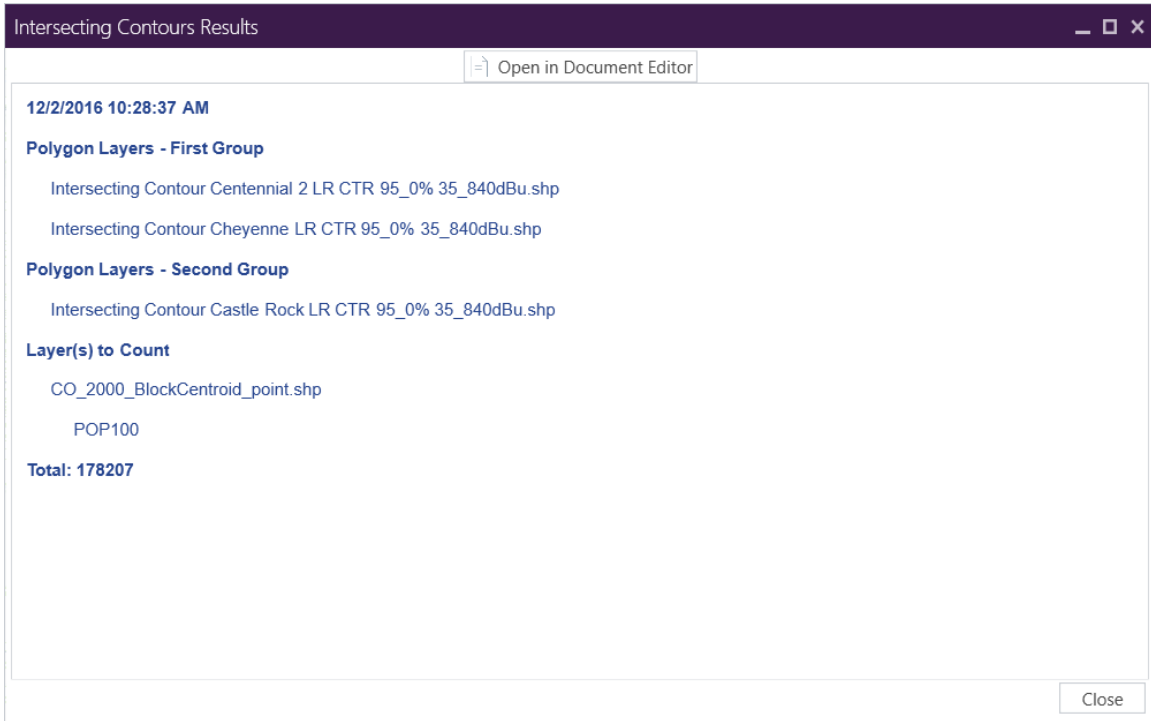 Intersecting Contours Results
Open in Document Editor
12/2/2016 10:28:37 AM
Polygon Layers - First Group
Intersecting Contour Centennial 2 LR CTR 95_0% 35_840dBu.shp
Intersecting Contour Cheyenne LR CTR 95_0% 35_840dBu.shp
Polygon Layers - Second Group
Intersecting Contour Castle Rock LR CTR 95_0% 35_840dBu.shp
Layer(s) to Count
CO_2000_BlockCentroid_point.shp
POP100
Total: 178207
Close